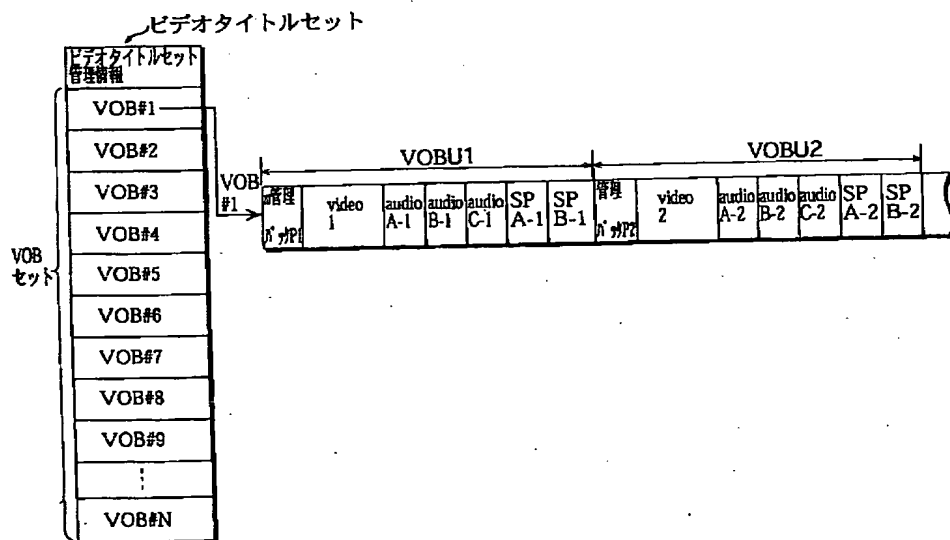 ビデオタイトルセット
ビデオタイトルセット
管理情報
VOB#1
VOB#2
VOB#3
VOB#4
VOB#5
VOB#6
VOB#7
VOB#8
VOB#9
VOB#N
VOB
セット
VOB
#1
VOBU1
VOBU2
管理
パックP1
video
1
audio
A-1
audio
B-1
audio
C-1
SP
A-1
SP
B-1
管理
パックP2
video
2
audio
A-2
audio
B-2
audio
C-2
SP
A-2
SP
B-2